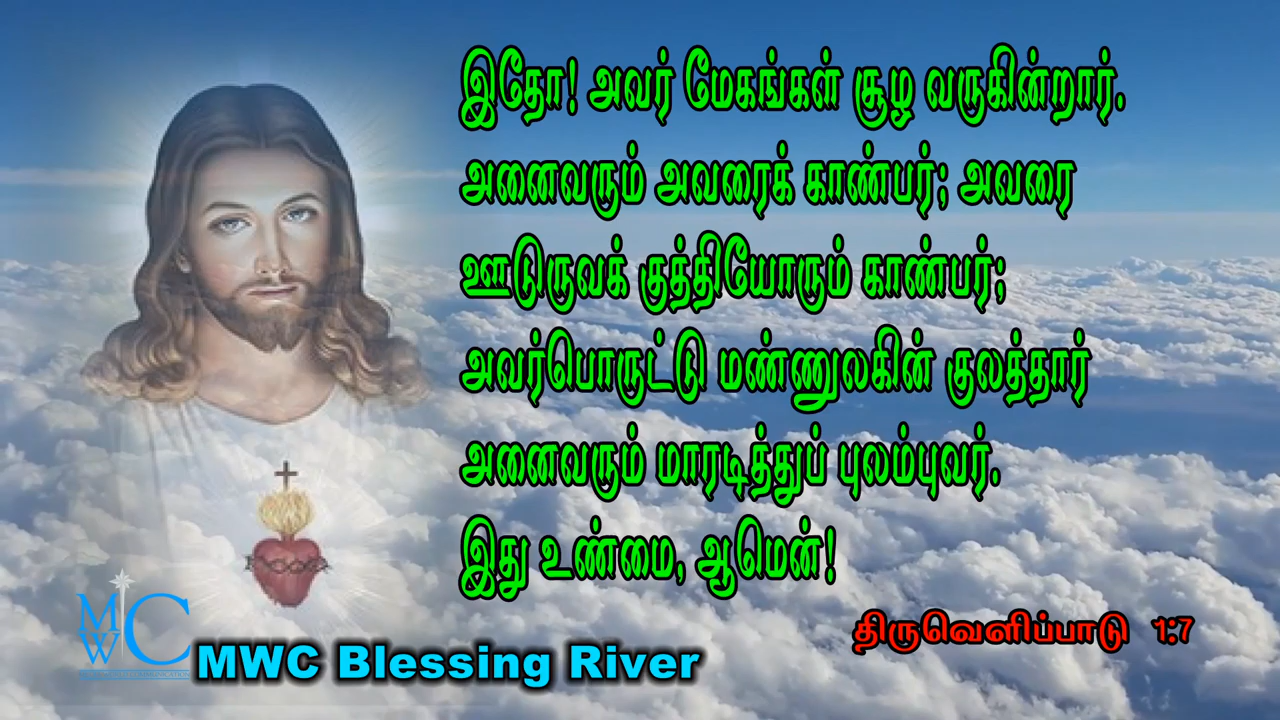 இதோ! அவர் மேகங்கள் சூழ வருகின்றார்.
அனைவரும் அவரைக் காண்பர்; அவரை
ஊடுருவக் குத்தியோரும் காண்பர்;
அவர்பொருட்டு மண்ணுலகின் குலத்தார்
அனைவரும் மாரடித்துப் புலம்புவர்.
இது உண்மை, ஆமென்!
திருவெளிப்பாடு 1:7
MWC
MWC Blessing River